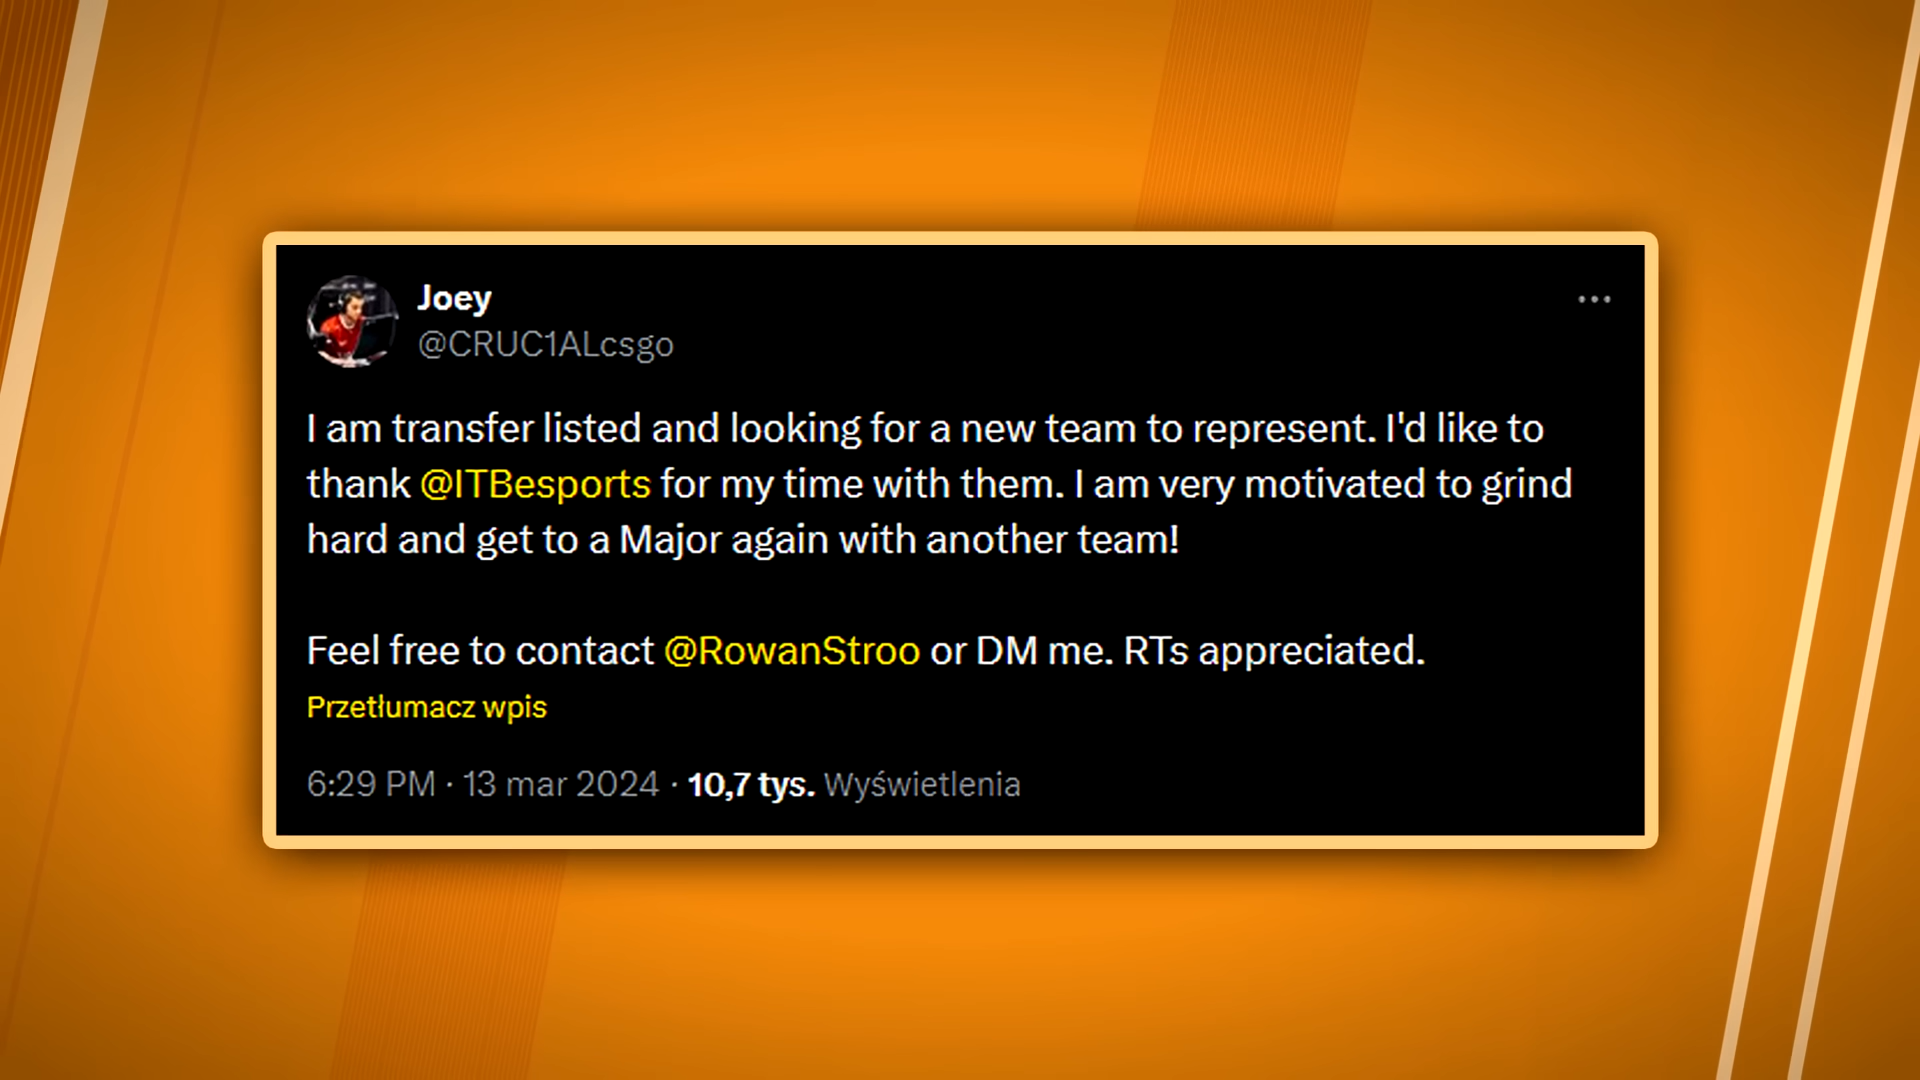 Joey
@CRUC1ALcsgo
I am transfer listed and looking for a new team to represent. I'd like to
thank @ITBesports for my time with them. I am very motivated to grind
hard and get to a Major again with another team!
Feel free to contact @RowanStroo or DM me. RTs appreciated.
Przetłumacz wpis
6:29 PM · 13 mar 2024 · 10,7 tys. Wyświetlenia